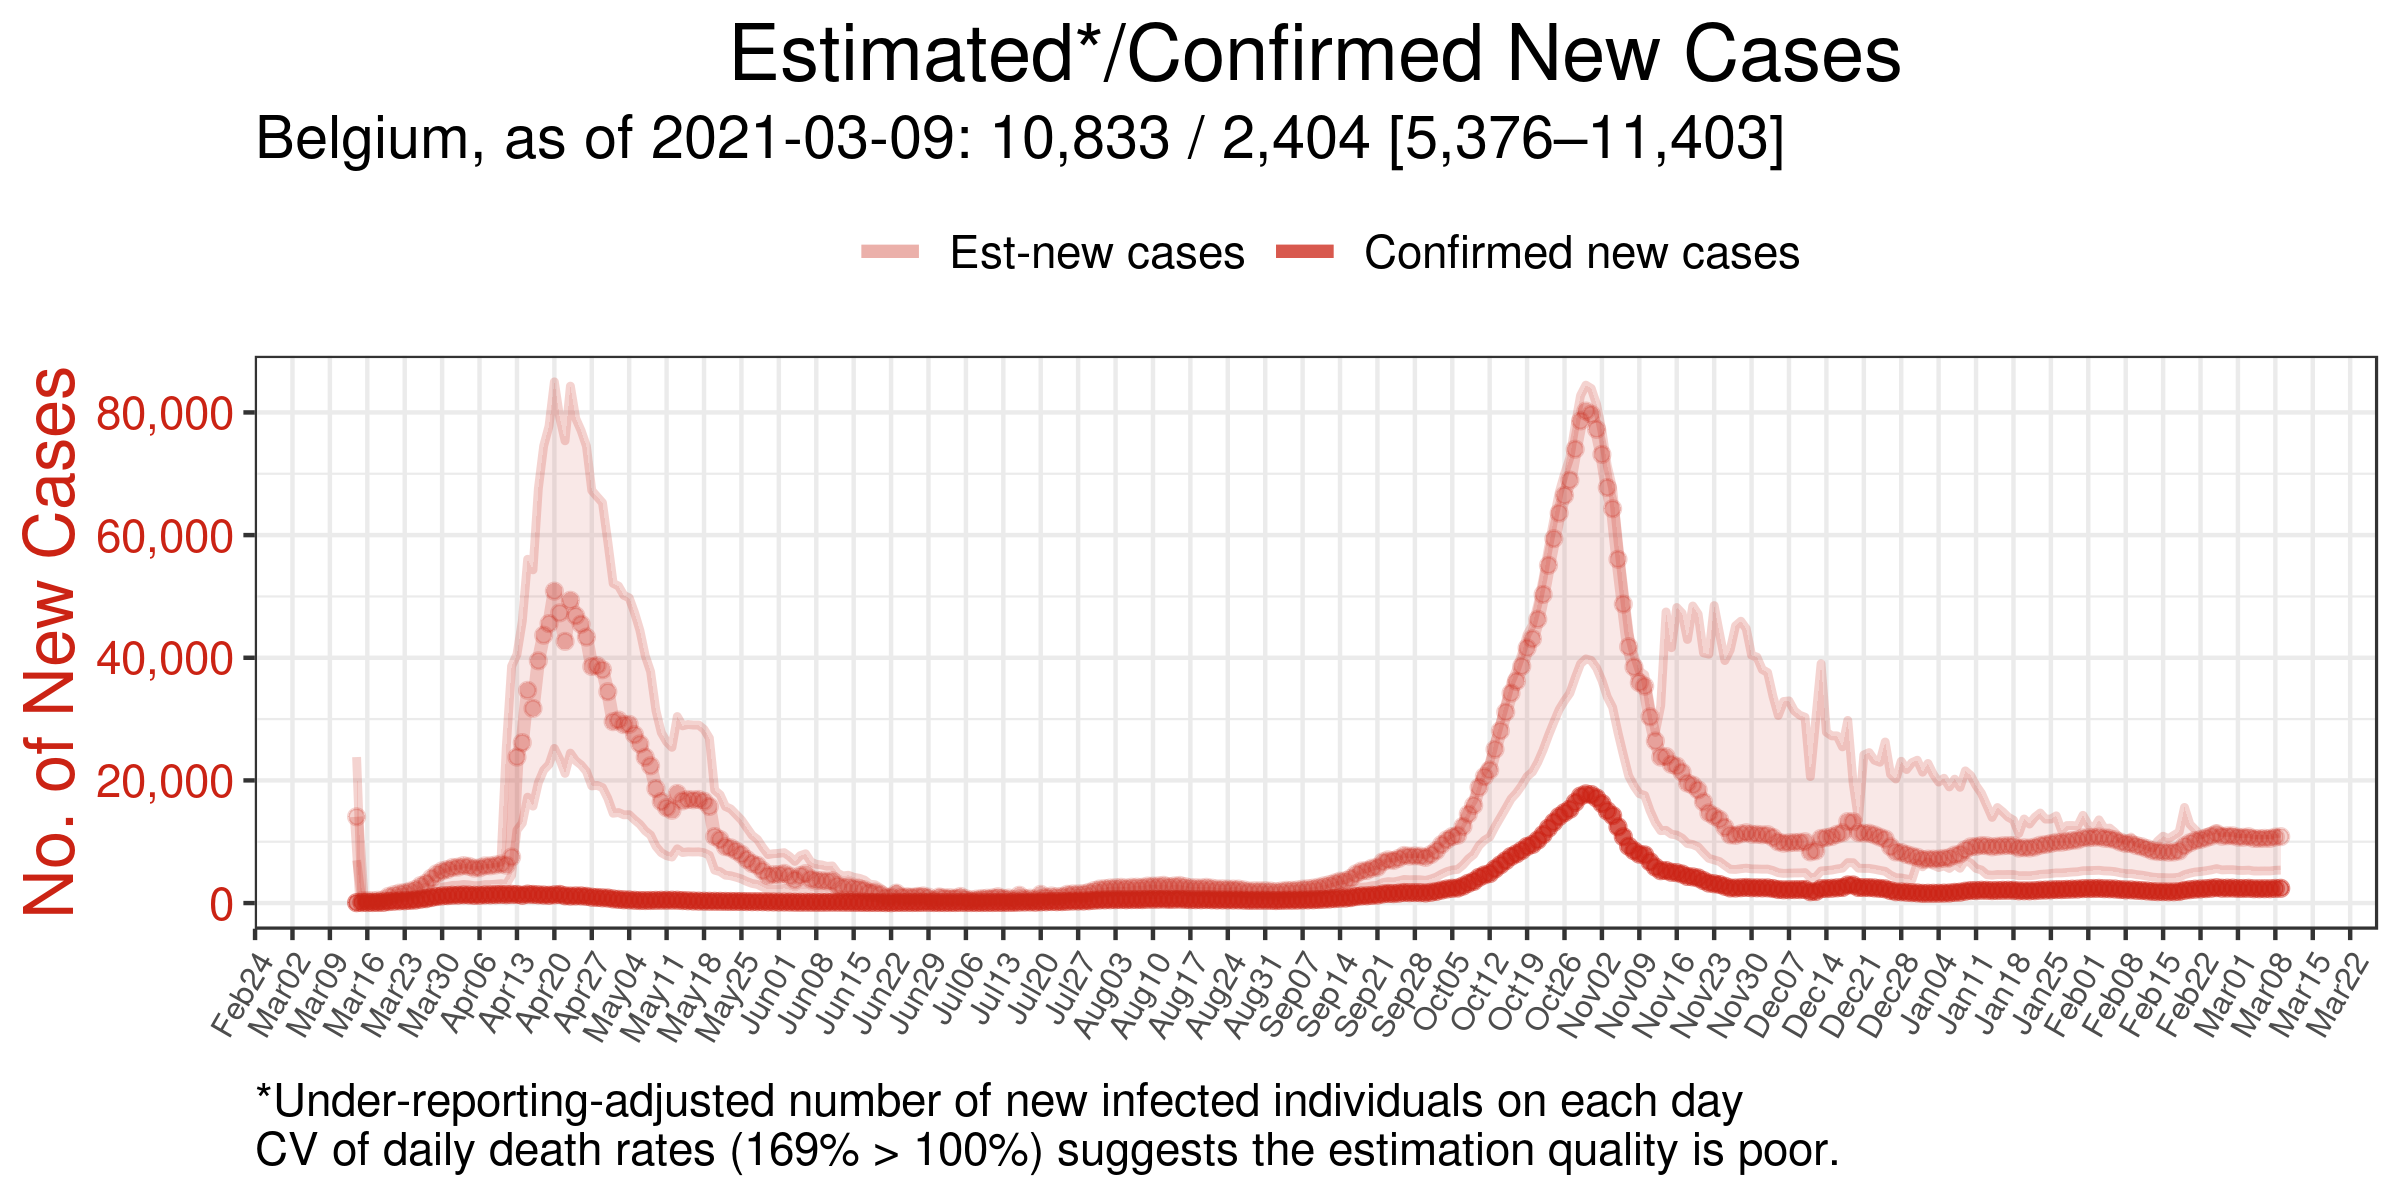 Estimated*/Confirmed New Cases
Belgium, as of 2021-03-09: 10,833 / 2,404 [5,376–11,403]
Est-new cases
Confirmed new cases
No. of New Cases
80,000
60,000
40,000
20,000
0
Feb24
Mar02
Mar09
Mar16
Mar23
Mar30
Apr06
Apr13
Apr20
Apr27
May04
May11
May18
May25
Jun01
Jun08
Jun15
Jun22
Jun29
Jul06
Jul13
Jul20
Jul27
Aug03
Aug10
Aug17
Aug24
Aug31
Sep07
Sep14
Sep21
Sep28
Oct05
Oct12
Oct19
Oct26
Nov02
Nov09
Nov16
Nov23
Nov30
Dec07
Dec14
Dec21
Dec28
Jan04
Jan11
Jan18
Jan25
Feb01
Feb08
Feb15
Feb22
Mar01
Mar08
Mar15
Mar22
*Under-reporting-adjusted number of new infected individuals on each day
CV of daily death rates (169% > 100%) suggests the estimation quality is poor.